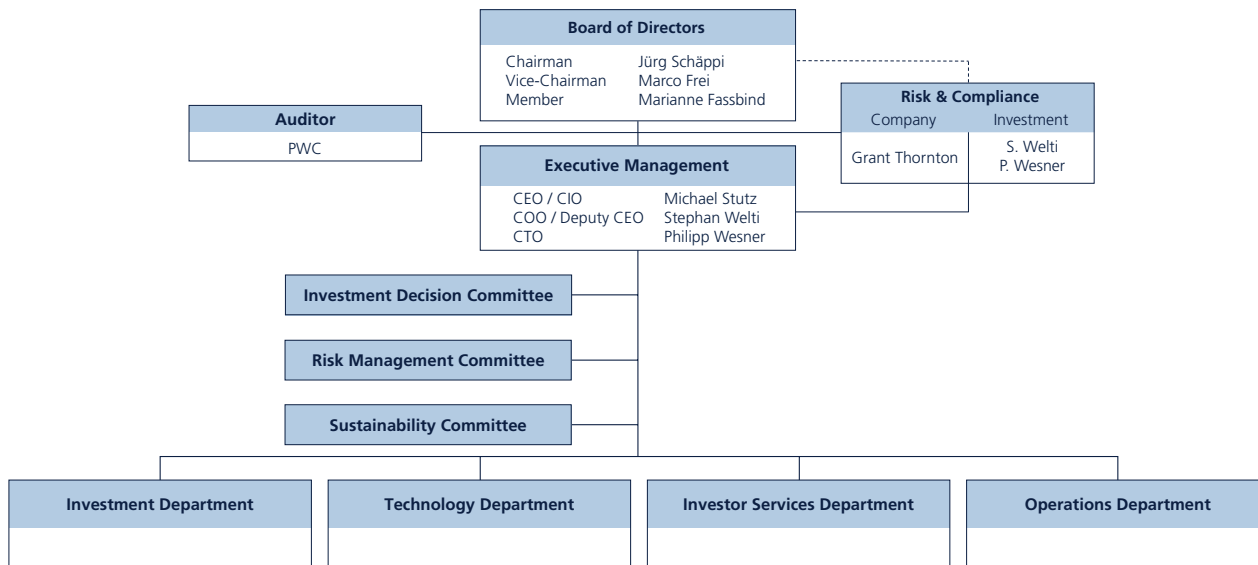 Board of Directors
Chairman Jürg Schäppi
Vice-Chairman Marco Frei
Member Marianne Fassbind
Risk & Compliance
Company Investment
Grant Thornton
S. Welti
P. Wesner
Auditor
PWC
Executive Management
CEO / CIO Michael Stutz
COO / Deputy CEO Stephan Welti
CTO Philipp Wesner
Investment Decision Committee
Risk Management Committee
Sustainability Committee
Investment Department
Technology Department
Investor Services Department
Operations Department